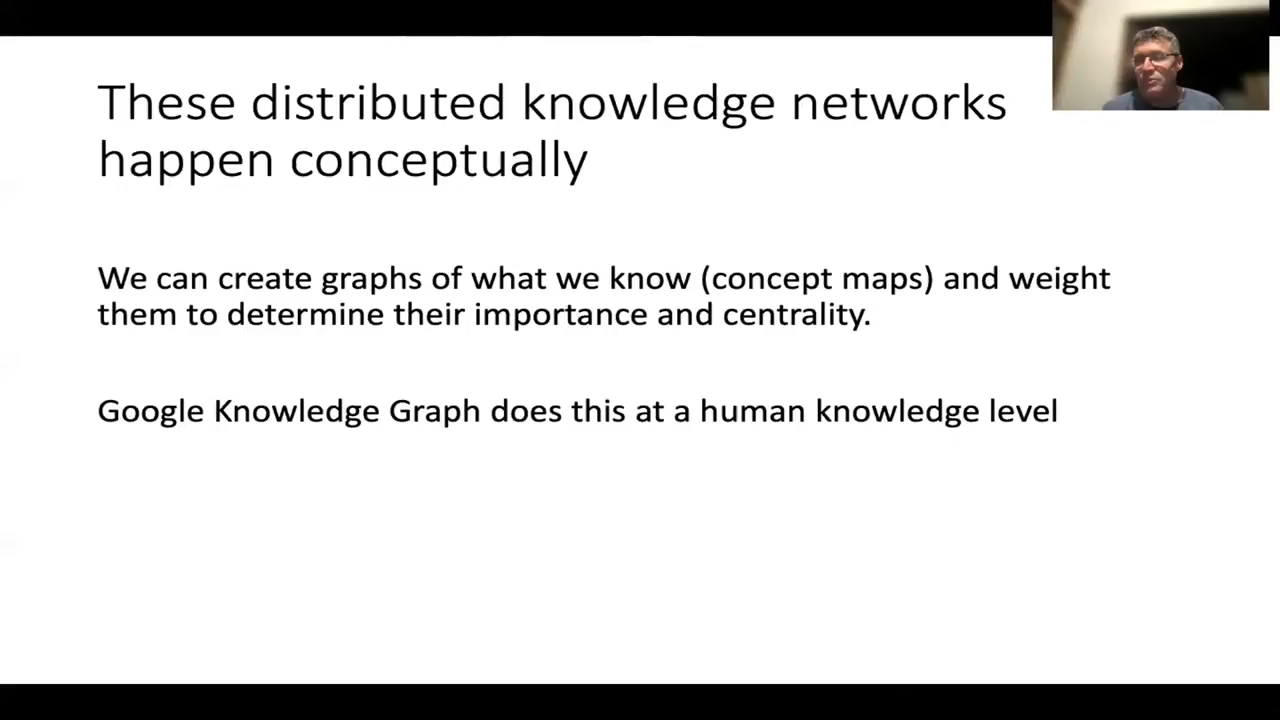 These distributed knowledge networks
happen conceptually
We can create graphs of what we know (concept maps) and weight
them to determine their importance and centrality.
Google Knowledge Graph does this at a human knowledge level